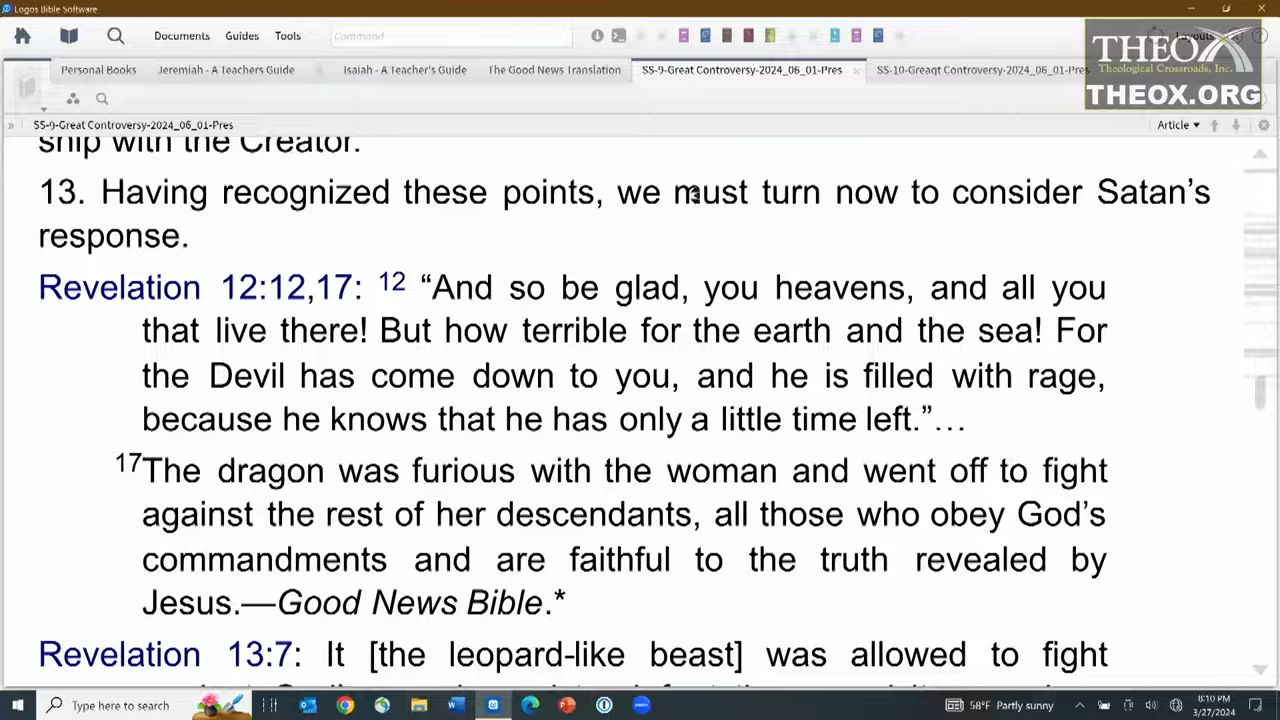 Logos Bible Software
Documents Guides Tools Command Layouts
THEOX
Theological Crossroads, Inc.
THEOX.ORG
Personal Books Jeremiah - A Teachers Guide The Good News Translation SS-9-Great Controversy-2024_06_01-Pres SS-10-Greaqt Controversy-2024_06_01-Pres
SS-9-Great Controversy-2024_06_01-Pres Article
ship with the Creator.
13. Having recognized these points, we must turn now to consider Satan’s
response.
Revelation 12:12,17: 12 “And so be glad, you heavens, and all you
that live there! But how terrible for the earth and the sea! For
the Devil has come down to you, and he is filled with rage,
because he knows that he has only a little time left.”…
17The dragon was furious with the woman and went off to fight
against the rest of her descendants, all those who obey God’s
commandments and are faithful to the truth revealed by
Jesus.—Good News Bible.*
Revelation 13:7: It [the leopard-like beast] was allowed to fight
Type here to search 58°F Partly sunny 8:10 PM
3/27/2024